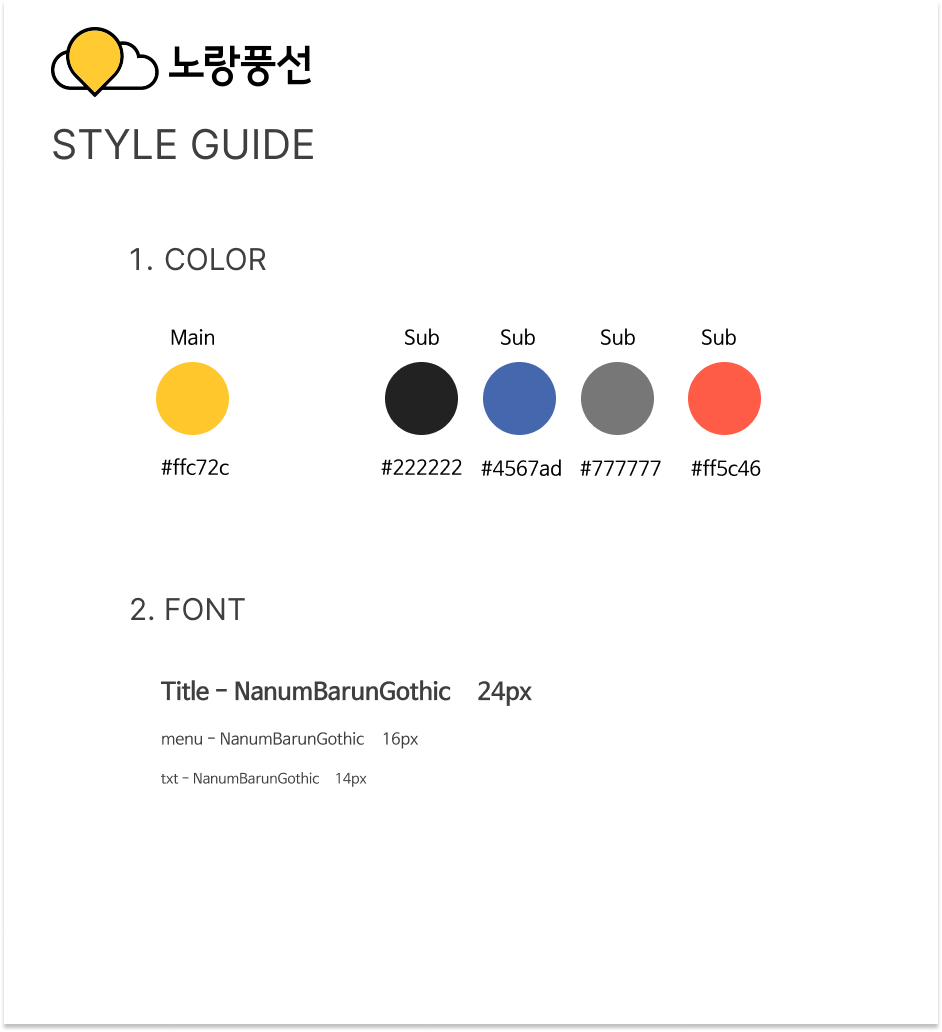 노랑풍선
STYLE GUIDE
1. COLOR
Main Sub Sub Sub Sub
#ffc72c #222222 #4567ad #777777 #ff5c46
2. FONT
Title - NanumBarunGothic 24px
menu - NanumBarunGothic 16px
txt - NanumBarunGothic 14px